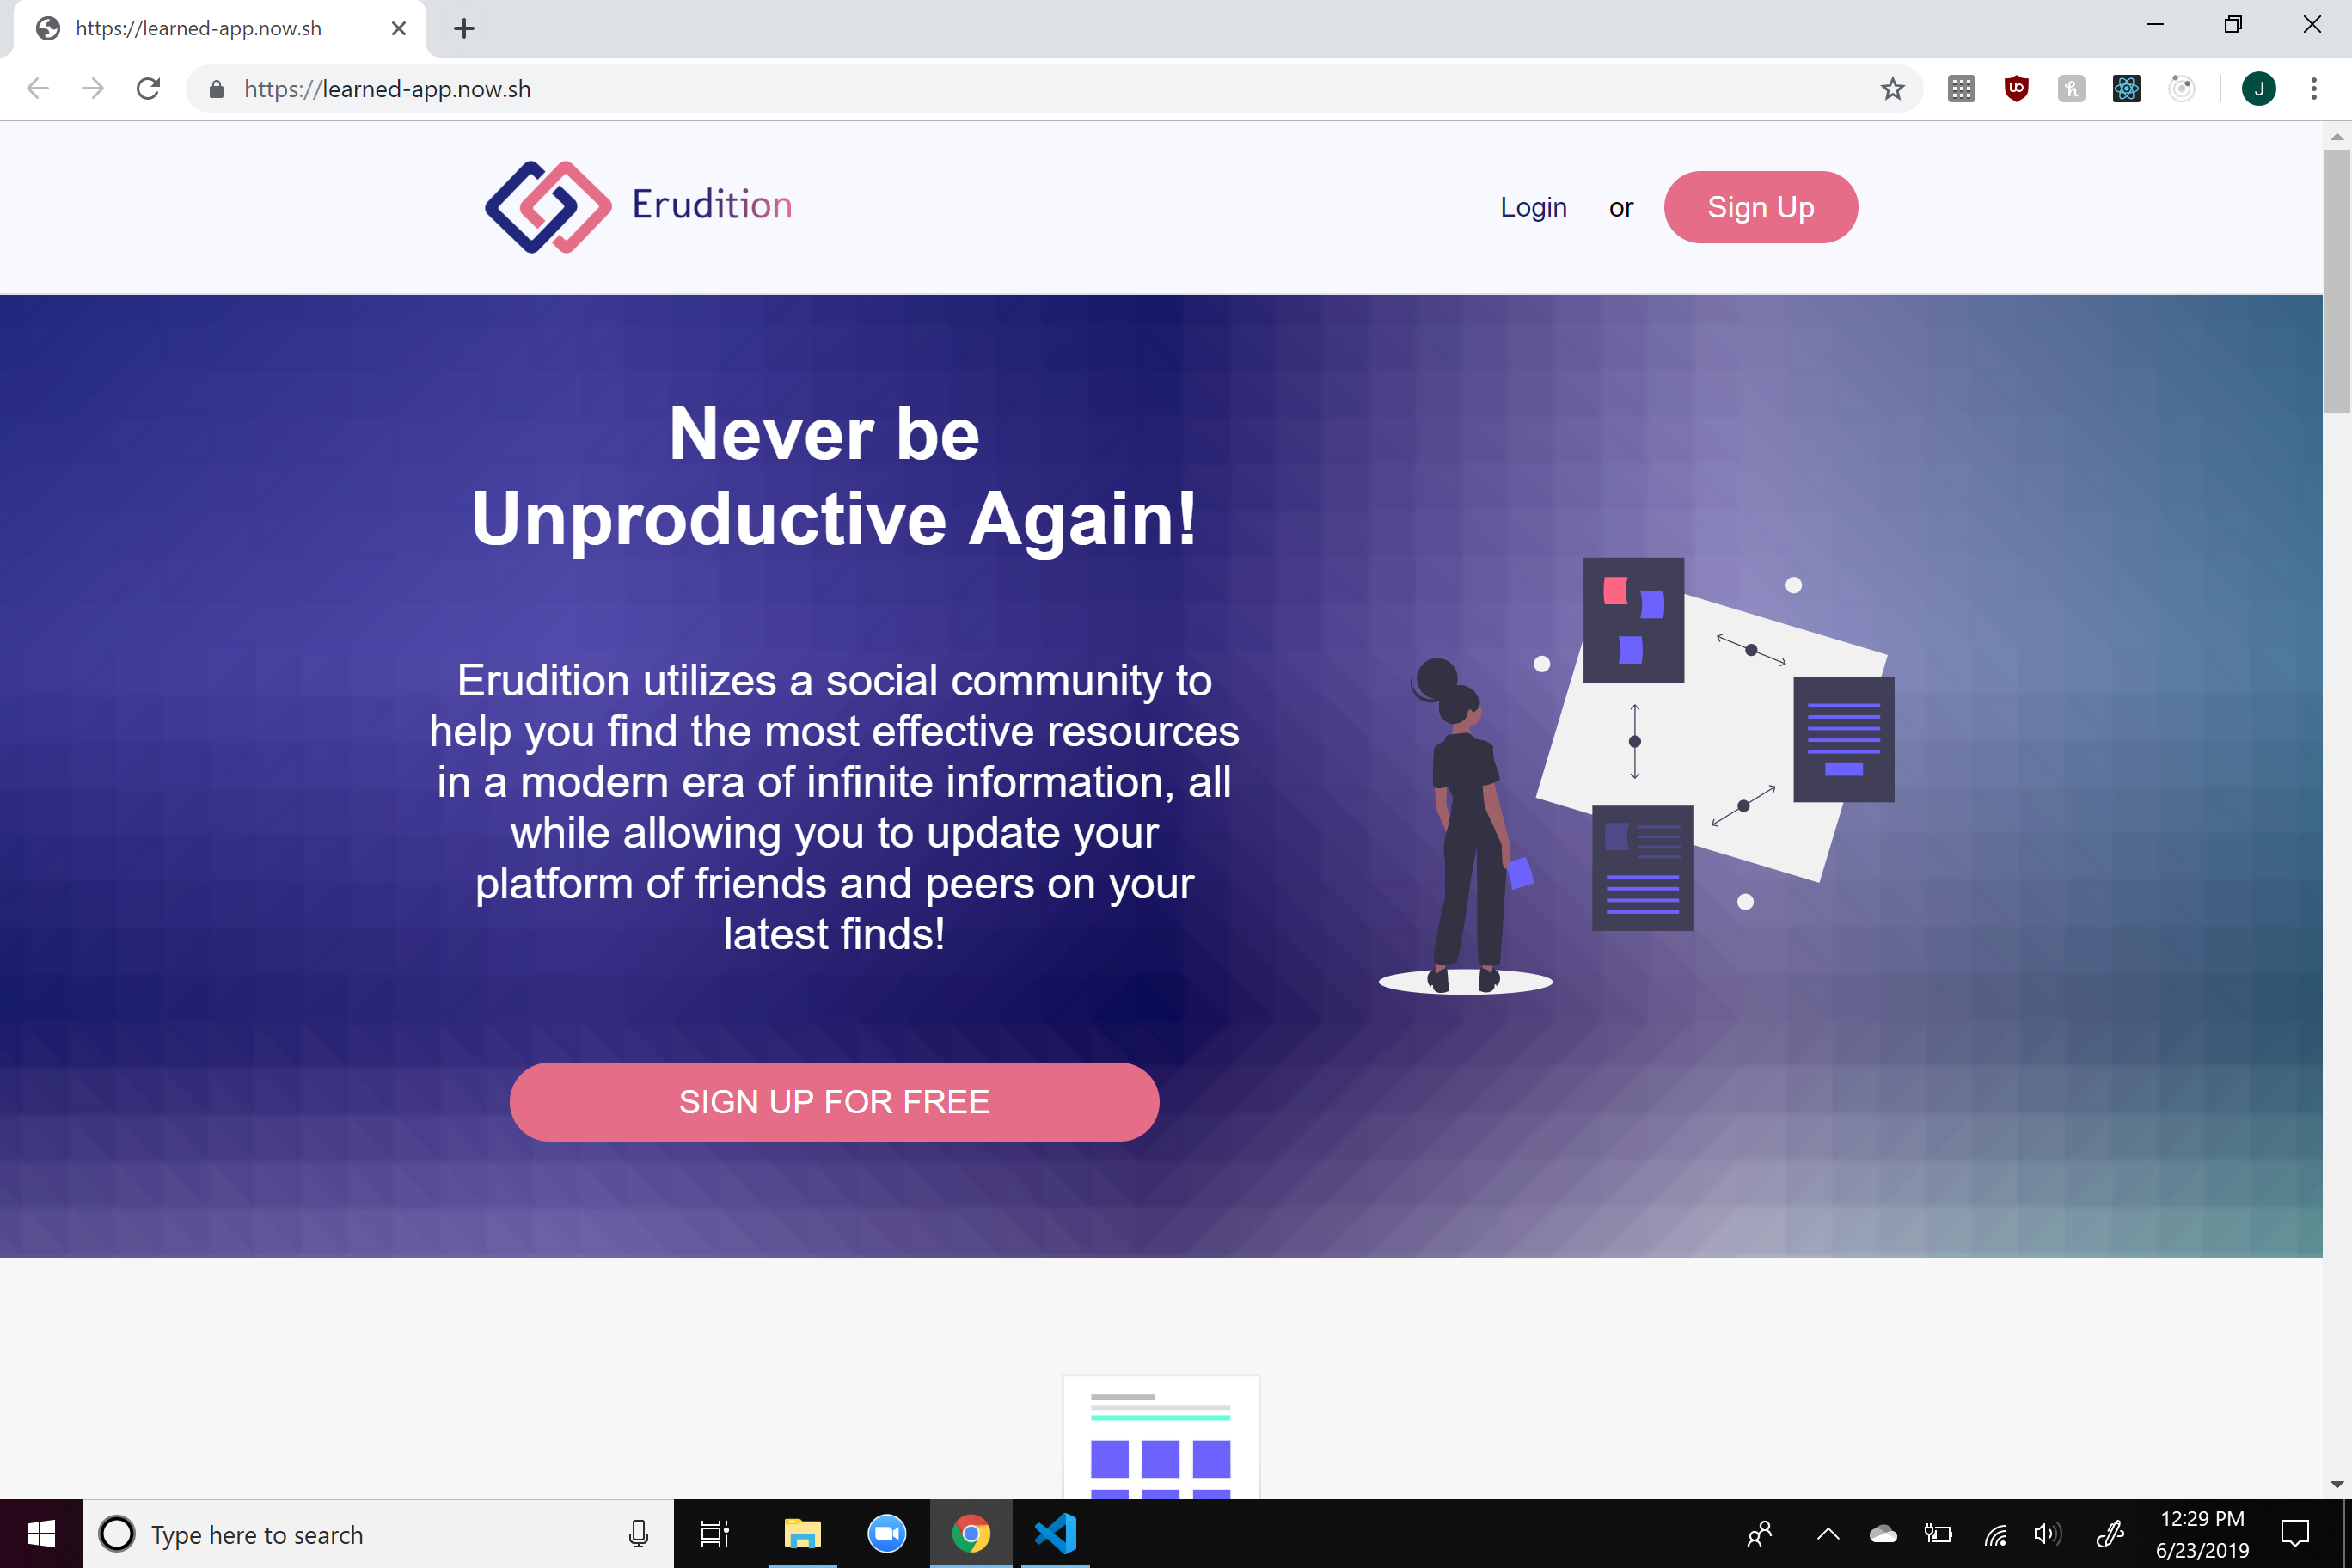 https://learned-app.now.sh
https://learned-app.now.sh
J
Erudition
Login or Sign Up
Never be
Unproductive Again!
Erudition utilizes a social community to
help you find the most effective resources
in a modern era of infinite information, all
while allowing you to update your
platform of friends and peers on your
latest finds!
SIGN UP FOR FREE
Type here to search
12:29 PM
6/23/2019